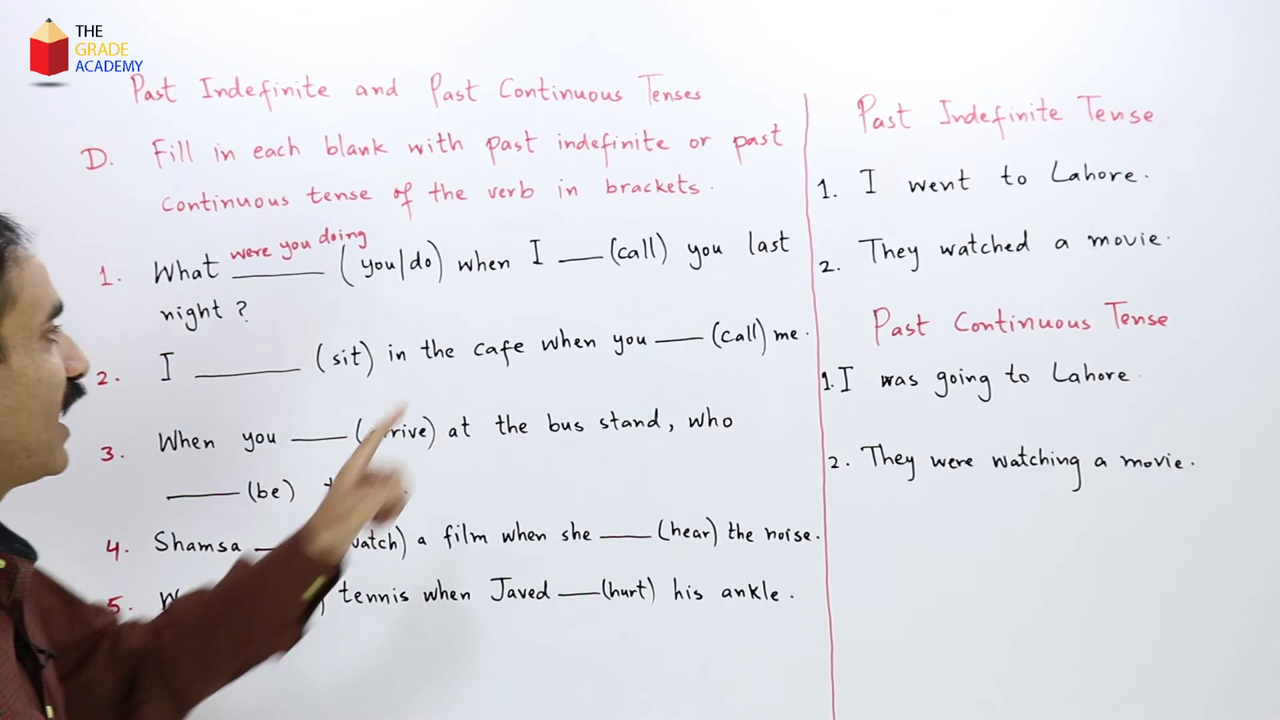 THE
GRADE
ACADEMY
Past Indefinite and Past Continuous Tenses
D. Fill in each blank with past indefinite or past
continuous tense of the verb in brackets.
were you doing
1. What ______ (you/do) when I ___ (call) you last
night?
2. I ______ (sit) in the cafe when you ___ (call) me.
3. When you ___ at the bus stand, who
___ (be)
4. Shamsa a film when she ___ (hear) the noise.
5. tennis when Javed ___ (hurt) his ankle.
Past Indefinite Tense
1. I went to Lahore.
2. They watched a movie.
Past Continuous Tense
1. I was going to Lahore
2. They were watching a movie.